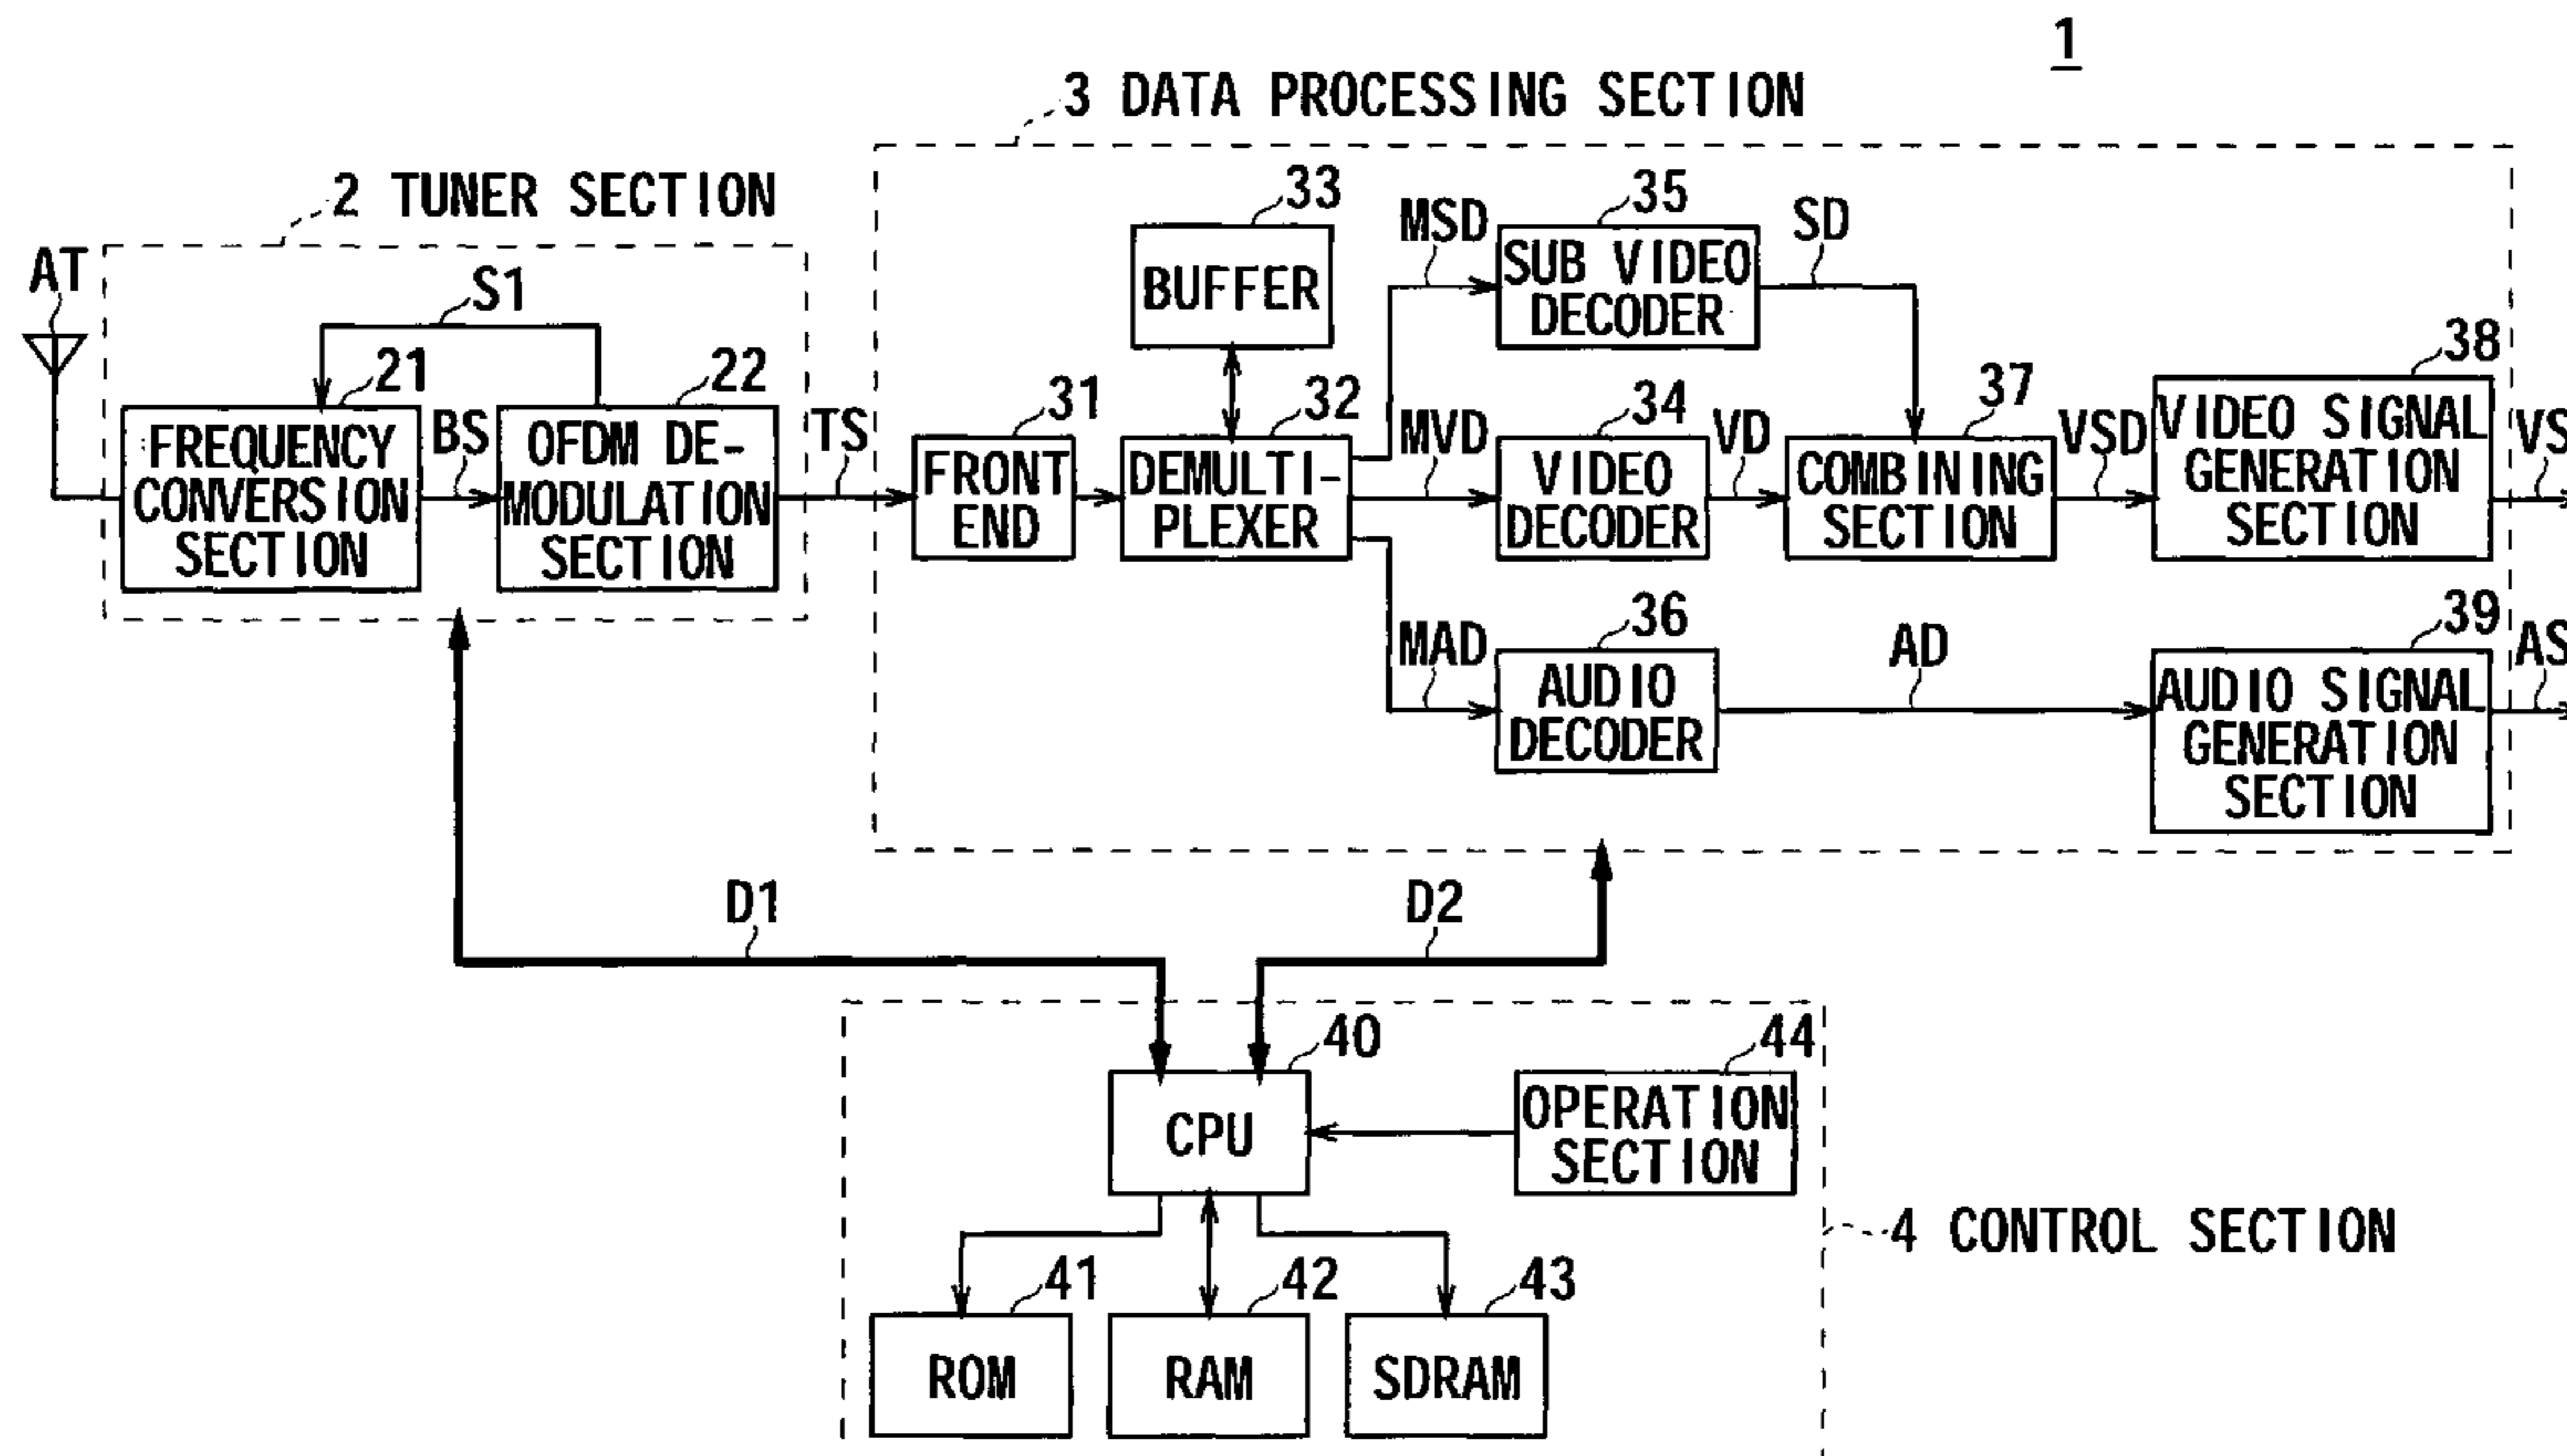 1
3 DATA PROCESSING SECTION
2 TUNER SECTION
AT
S1
21
FREQUENCY
CONVERSION
SECTION
BS
22
OFDM DE-
MODULATION
SECTION
TS
31
FRONT
END
33
BUFFER
32
DEMULTI-
PLEXER
MSD
35
SUB VIDEO
DECODER
SD
MVD
34
VIDEO
DECODER
VD
37
COMBINING
SECTION
VSD
38
VIDEO SIGNAL
GENERATION
SECTION
VS
MAD
36
AUDIO
DECODER
AD
39
AUDIO SIGNAL
GENERATION
SECTION
AS
D1
D2
40
CPU
44
OPERATION
SECTION
4 CONTROL SECTION
41
ROM
42
RAM
43
SDRAM